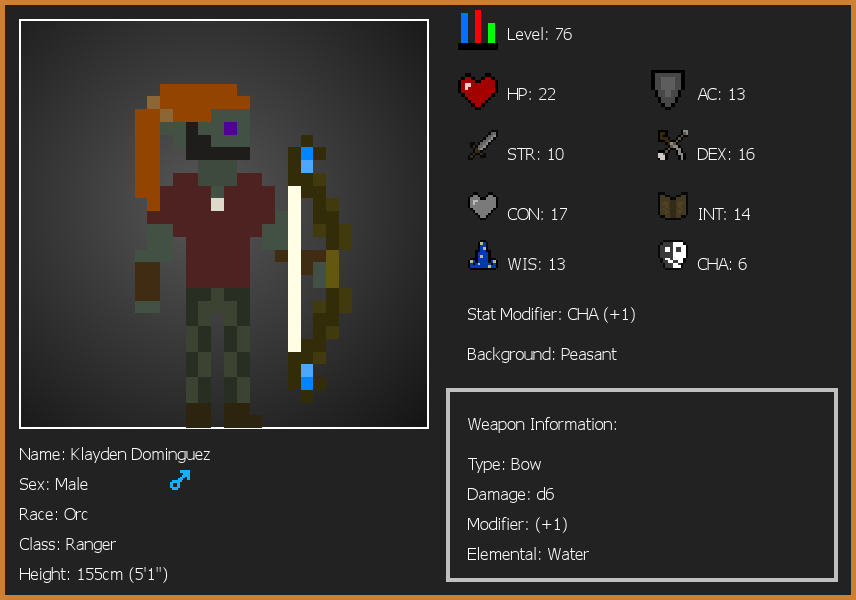 Level: 76
HP: 22
AC: 13
STR: 10
DEX: 16
CON: 17
INT: 14
WIS: 13
CHA: 6
Stat Modifier: CHA (+1)
Background: Peasant
Weapon Information:
Type: Bow
Damage: d6
Modifier: (+1)
Elemental: Water
Name: Klayden Dominguez
Sex: Male
Race: Orc
Class: Ranger
Height: 155cm (5'1")